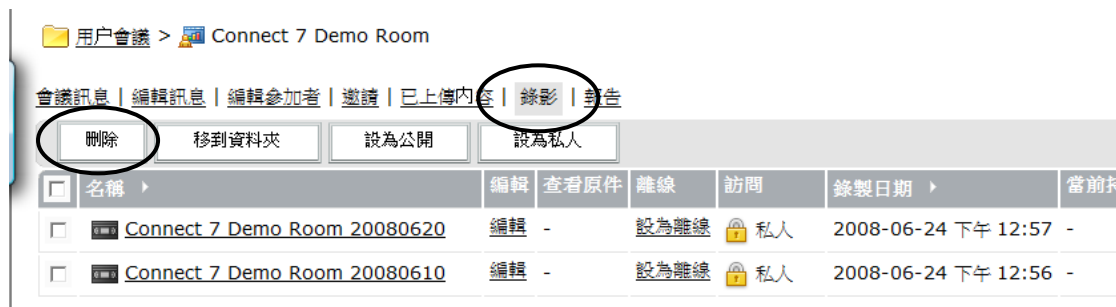 用户會議 > Connect 7 Demo Room
會議訊息 | 編輯訊息 | 編輯參加者 | 邀請 | 已上傳内容 | 錄影 | 報告
刪除 移到資料夾 設為公開 設為私人
名稱 編輯 查看原件 離線 訪問 錄製日期 當前
Connect 7 Demo Room 20080620 編輯 - 設為離線 私人 2008-06-24 下午 12:57 -
Connect 7 Demo Room 20080610 編輯 - 設為離線 私人 2008-06-24 下午 12:56 -